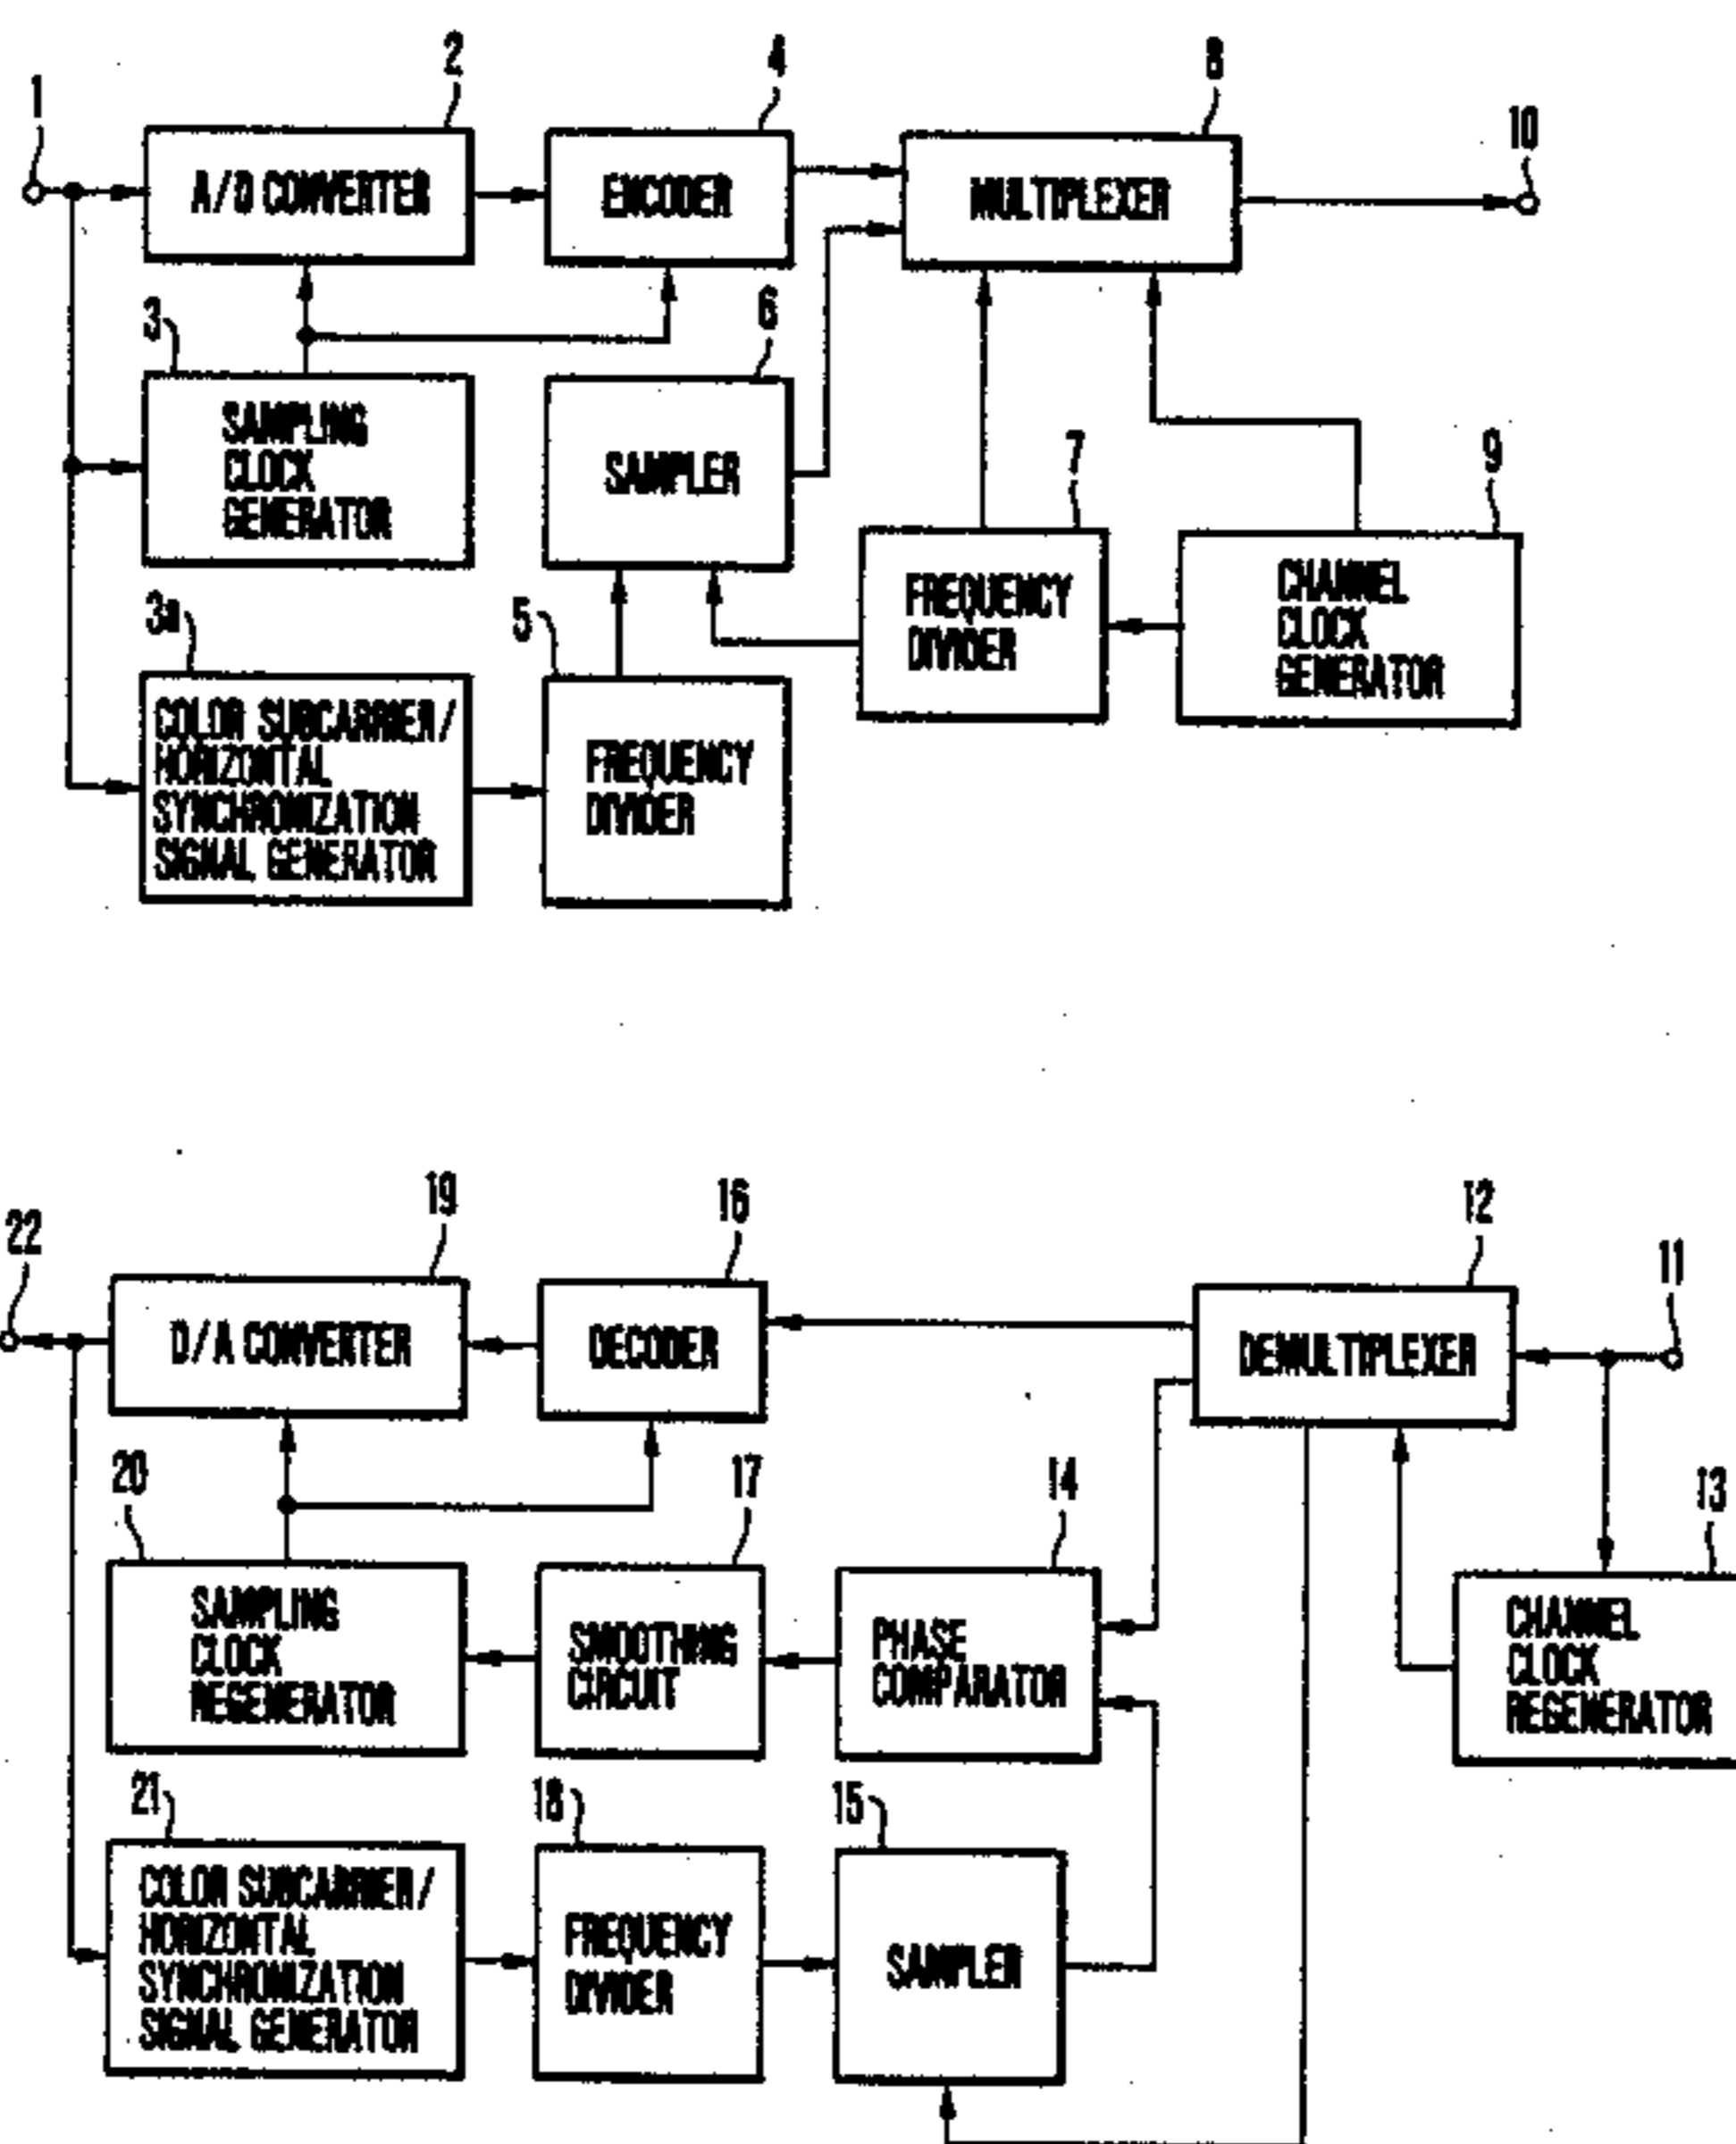 1
2
4
8
10
A/D CONVERTER
ENCODER
MULTIPLEXER
3
6
SAMPLING
CLOCK
GENERATOR
SAMPLER
7
9
3a
5
FREQUENCY
DIVIDER
CHANNEL
CLOCK
GENERATOR
COLOR SUBCARRIER/
HORIZONTAL
SYNCHRONIZATION
SIGNAL GENERATOR
FREQUENCY
DIVIDER
22
19
16
12
11
D/A CONVERTER
DECODER
DEMULTIPLEXER
20
17
14
13
SAMPLING
CLOCK
REGENERATOR
SMOOTHING
CIRCUIT
PHASE
COMPARATOR
CHANNEL
CLOCK
REGENERATOR
21
18
15
COLOR SUBCARRIER/
HORIZONTAL
SYNCHRONIZATION
SIGNAL GENERATOR
FREQUENCY
DIVIDER
SAMPLER